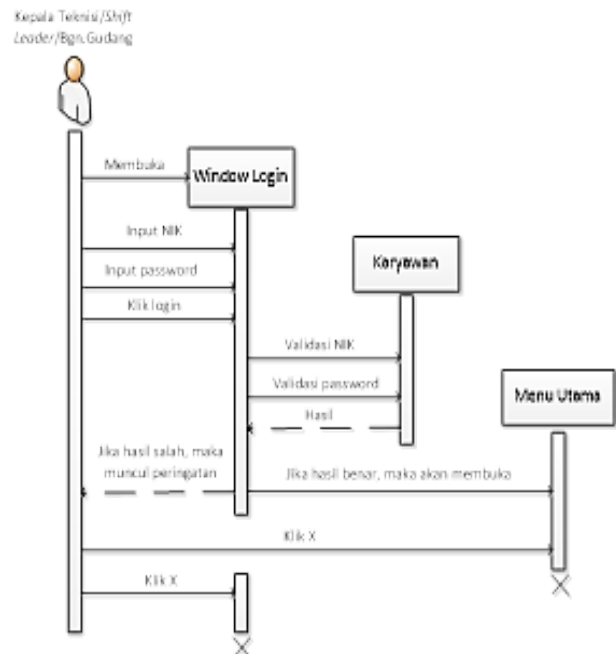 Kepala Teknisi/Shift
Leader/Bgn.Gudang
Membuka
Window Login
Input NIK
Input password
Klik login
Karyawan
Validasi NIK
Validasi password
Hasil
Menu Utama
Jika hasil salah, maka
muncul peringatan
Jika hasil benar, maka akan membuka
Klik X
Klik X